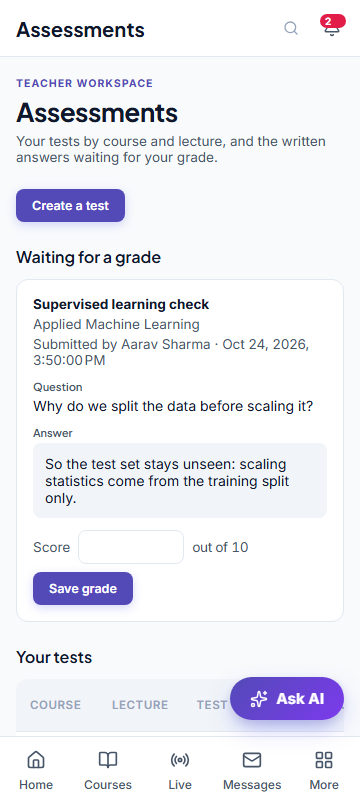 Assessments
2
TEACHER WORKSPACE
Assessments
Your tests by course and lecture, and the written
answers waiting for your grade.
Create a test
Waiting for a grade
Supervised learning check
Applied Machine Learning
Submitted by Aarav Sharma · Oct 24, 2026,
3:50:00 PM
Question
Why do we split the data before scaling it?
Answer
So the test set stays unseen: scaling
statistics come from the training split
only.
Score out of 10
Save grade
Your tests
COURSE LECTURE TEST
Ask AI
Home Courses Live Messages More